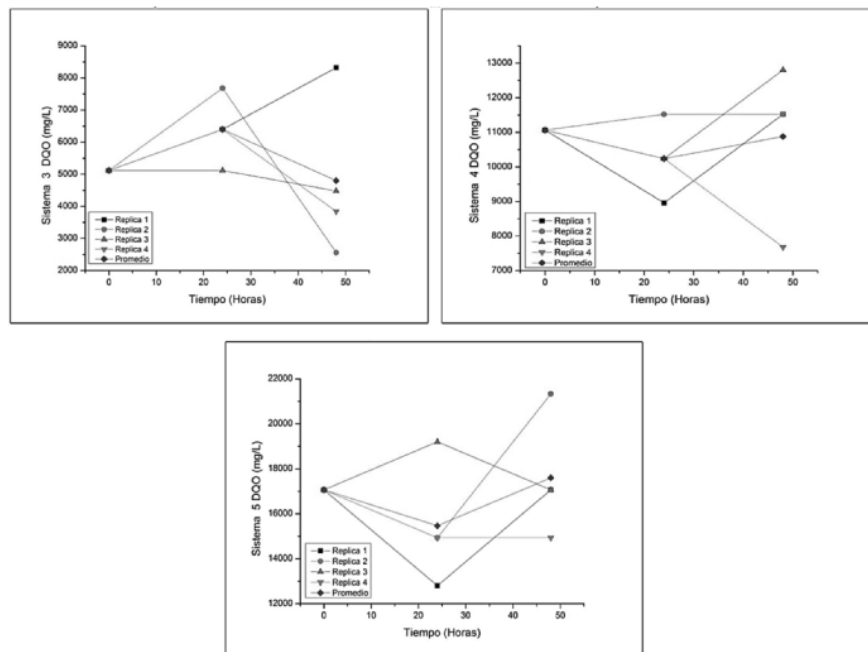 Sistema 3 DQO (mg/L)
9000
8000
7000
6000
5000
4000
3000
2000
Replica 1
Replica 2
Replica 3
Replica 4
Promedio
0 10 20 30 40 50
Tiempo (Horas)
Sistema 4 DQO (mg/L)
13000
12000
11000
10000
9000
8000
7000
Replica 1
Replica 2
Replica 3
Replica 4
Promedio
0 10 20 30 40 50
Tiempo (Horas)
Sistema 5 DQO (mg/L)
22000
20000
18000
16000
14000
12000
Replica 1
Replica 2
Replica 3
Replica 4
Promedio
0 10 20 30 40 50
Tiempo (Horas)